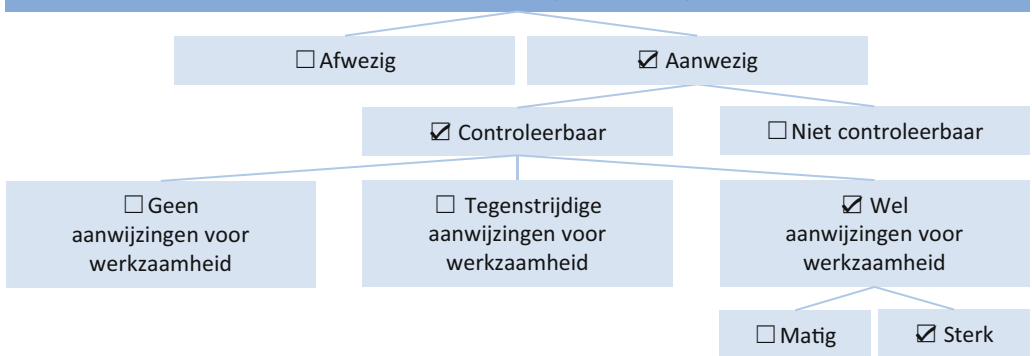 ☐ Afwezig
☑ Aanwezig
☑ Controleerbaar
☐ Niet controleerbaar
☐ Geen
aanwijzingen voor
werkzaamheid
☐ Tegenstrijdige
aanwijzingen voor
werkzaamheid
☑ Wel
aanwijzingen voor
werkzaamheid
☐ Matig
☑ Sterk